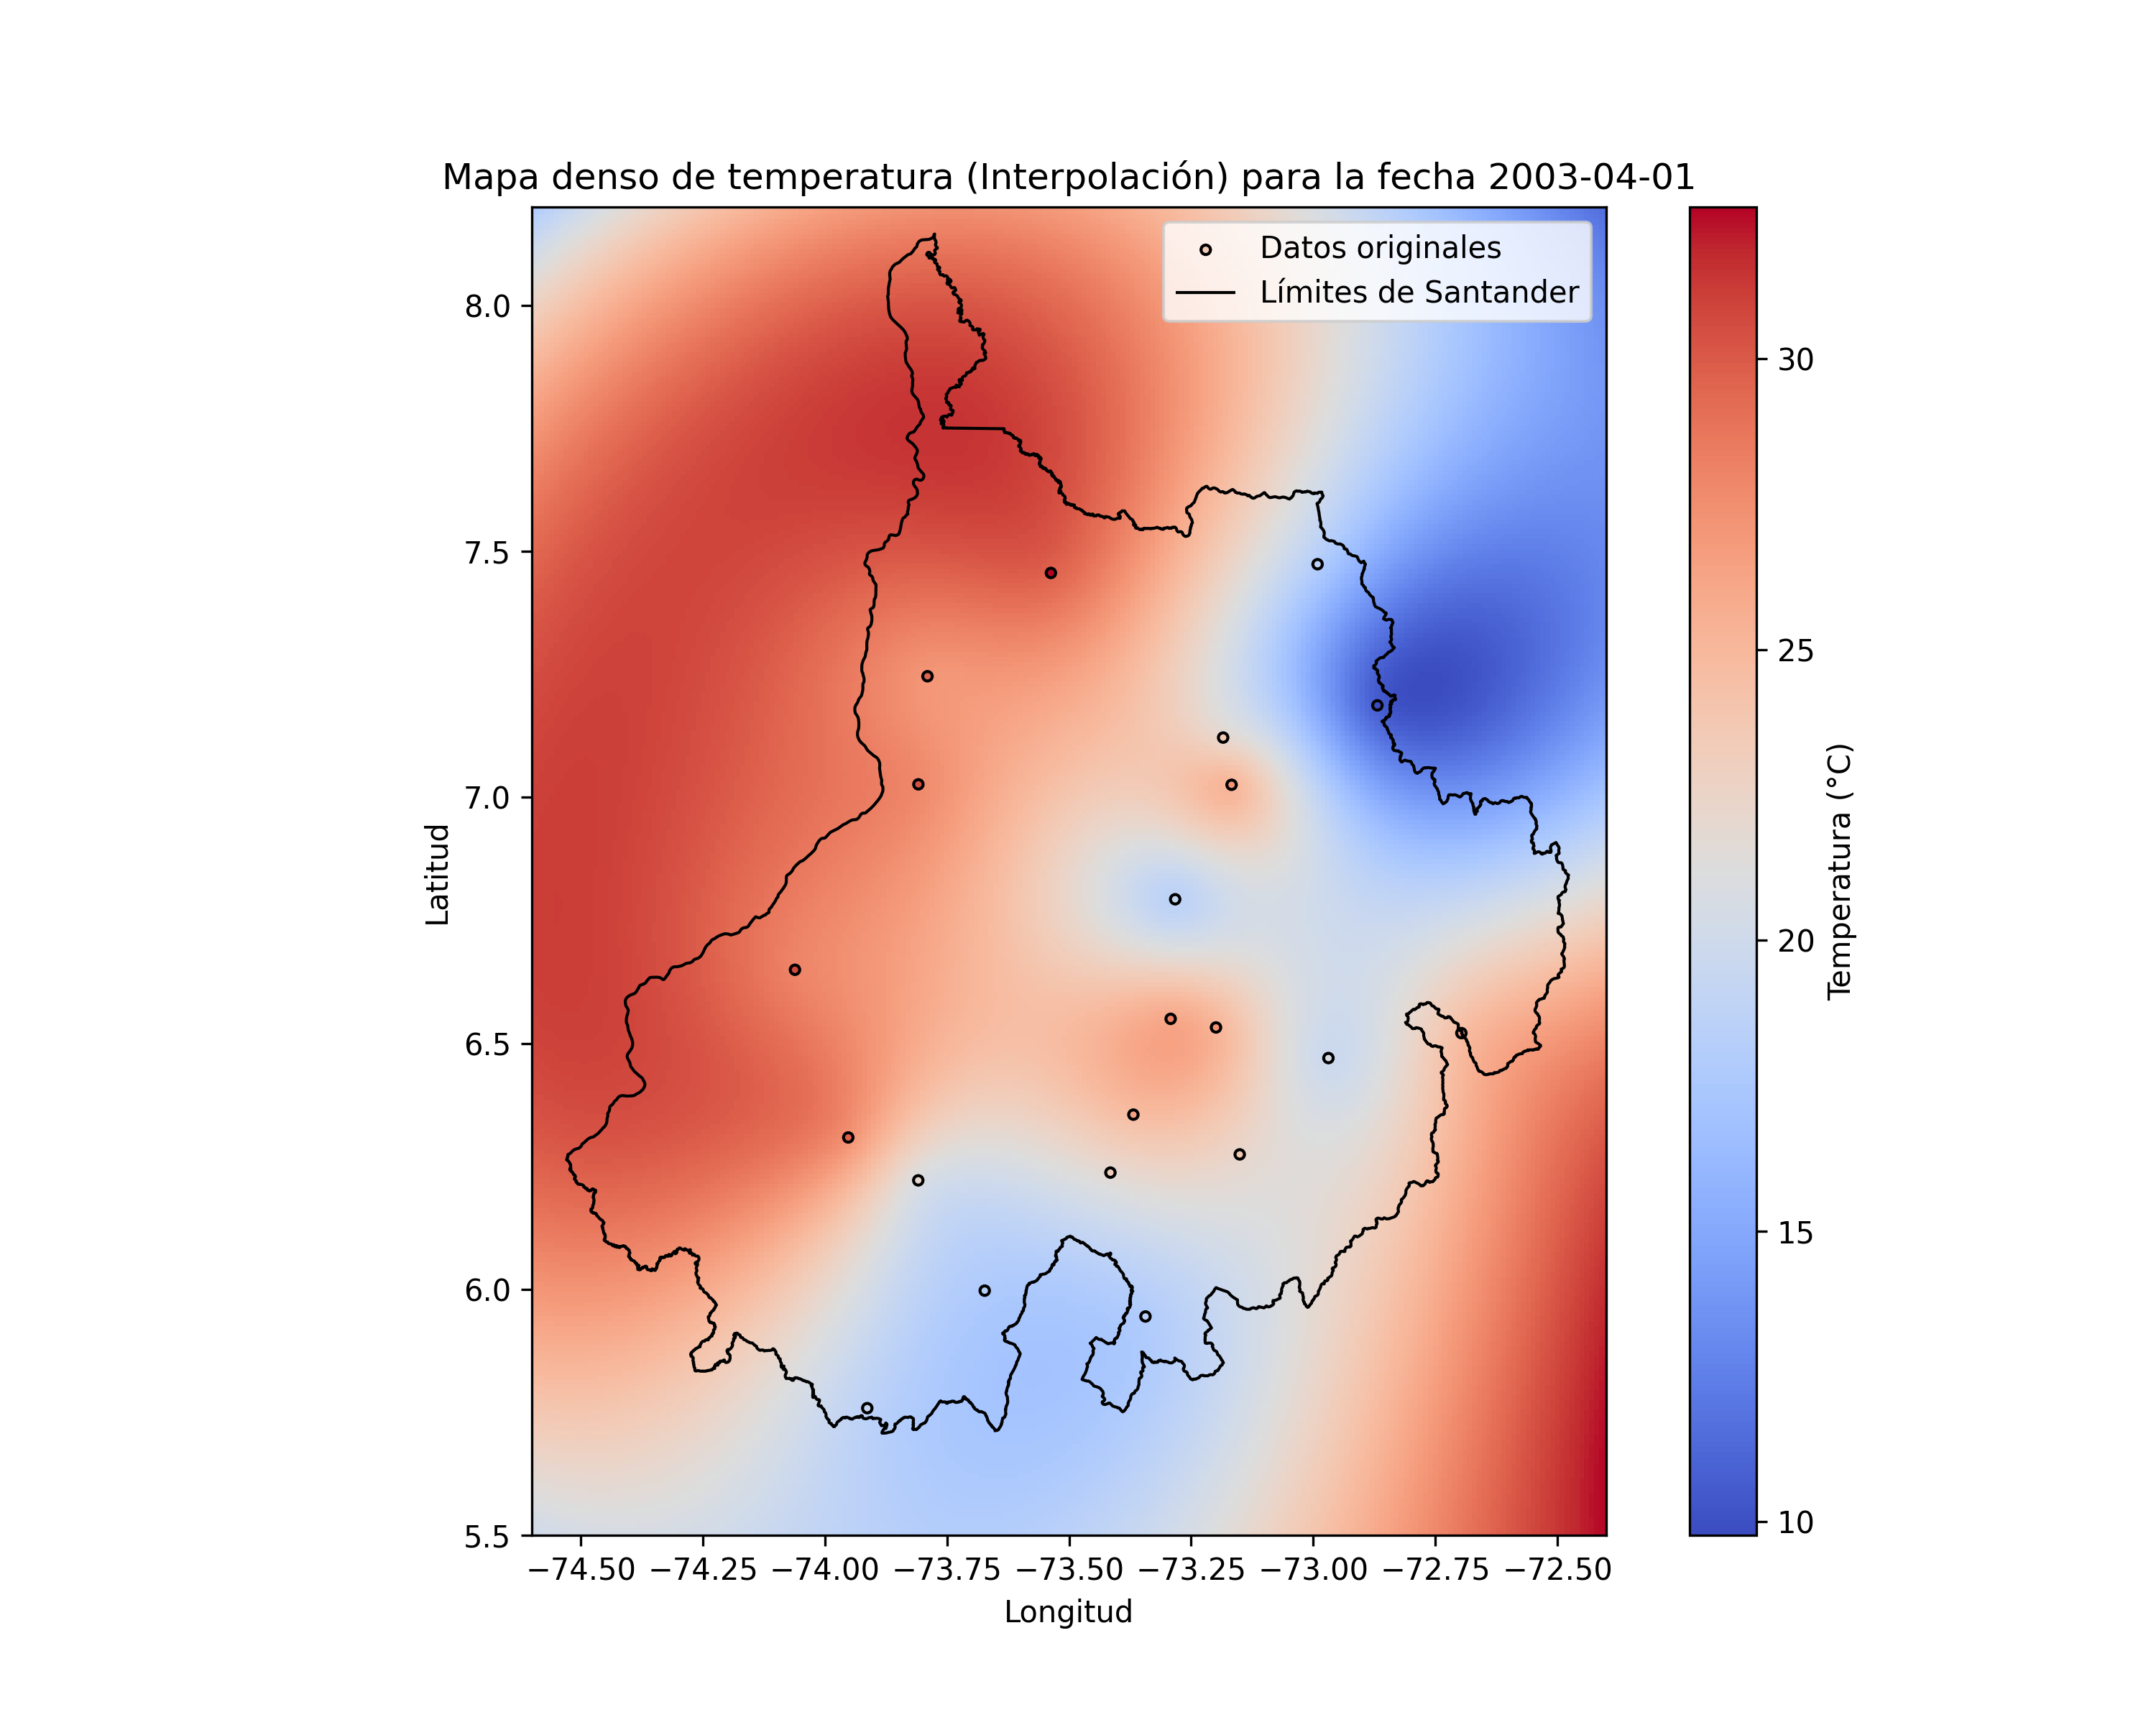 Mapa denso de temperatura (Interpolación) para la fecha 2003-04-01
Datos originales
Límites de Santander
8.0
7.5
7.0
6.5
6.0
5.5
Latitud
−74.50 −74.25 −74.00 −73.75 −73.50 −73.25 −73.00 −72.75 −72.50
Longitud
30
25
20
15
10
Temperatura (°C)